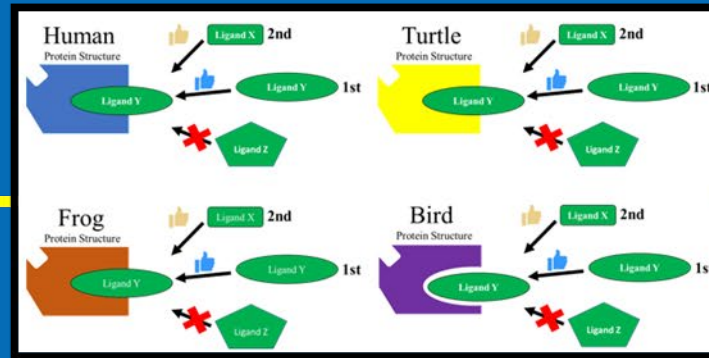 Human
Protein Structure
Ligand X 2nd
Ligand Y
Ligand Y 1st
Ligand Z
Turtle
Protein Structure
Ligand X 2nd
Ligand Y
Ligand Y 1st
Ligand Z
Frog
Protein Structure
Ligand X 2nd
Ligand Y
Ligand Y 1st
Ligand Z
Bird
Protein Structure
Ligand X 2nd
Ligand Y
Ligand Y 1st
Ligand Z